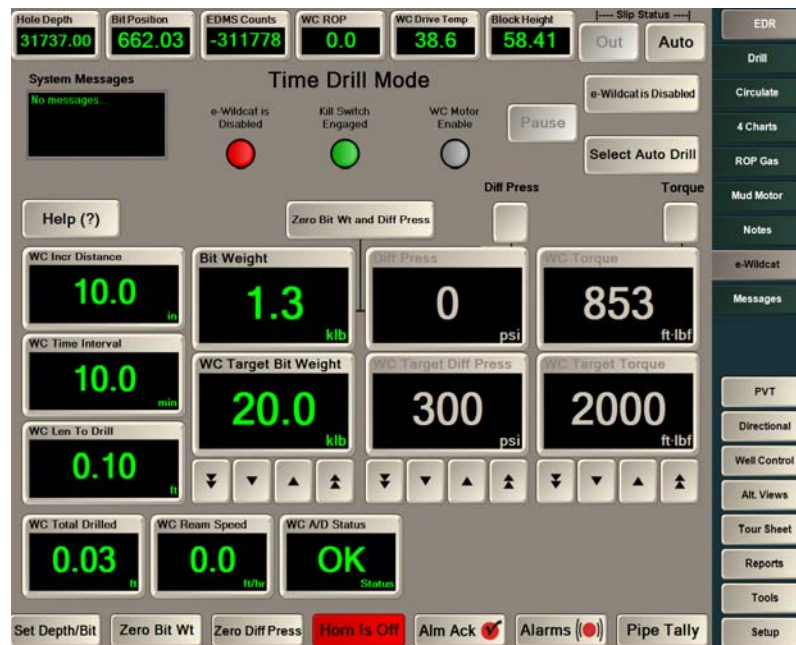 Hole Depth
31737.00
Bit Position
662.03
EDMS Counts
-311778
WC ROP
0.0
WC Drive Temp
38.6
Block Height
58.41
|---- Slip Status ----|
Out
Auto
EDR
Drill
Circulate
4 Charts
ROP Gas
Mud Motor
Notes
e-Wildcat
Messages
PVT
Directional
Well Control
Alt. Views
Tour Sheet
Reports
Tools
Setup
System Messages
No messages...
Time Drill Mode
e-Wildcat is
Disabled
Kill Switch
Engaged
WC Motor
Enable
Pause
e-Wildcat is Disabled
Select Auto Drill
Help (?)
Zero Bit Wt and Diff Press
Diff Press
Torque
WC Incr Distance
10.0
in
WC Time Interval
10.0
min
WC Len To Drill
0.10
ft
Bit Weight
1.3
klb
Diff Press
0
psi
WC Torque
853
ft·lbf
WC Target Bit Weight
20.0
klb
WC Target Diff Press
300
psi
WC Target Torque
2000
ft·lbf
WC Total Drilled
0.03
ft
WC Ream Speed
0.0
ft/hr
WC A/D Status
OK
Status
Set Depth/Bit
Zero Bit Wt
Zero Diff Press
Horn Is Off
Alm Ack
Alarms
Pipe Tally